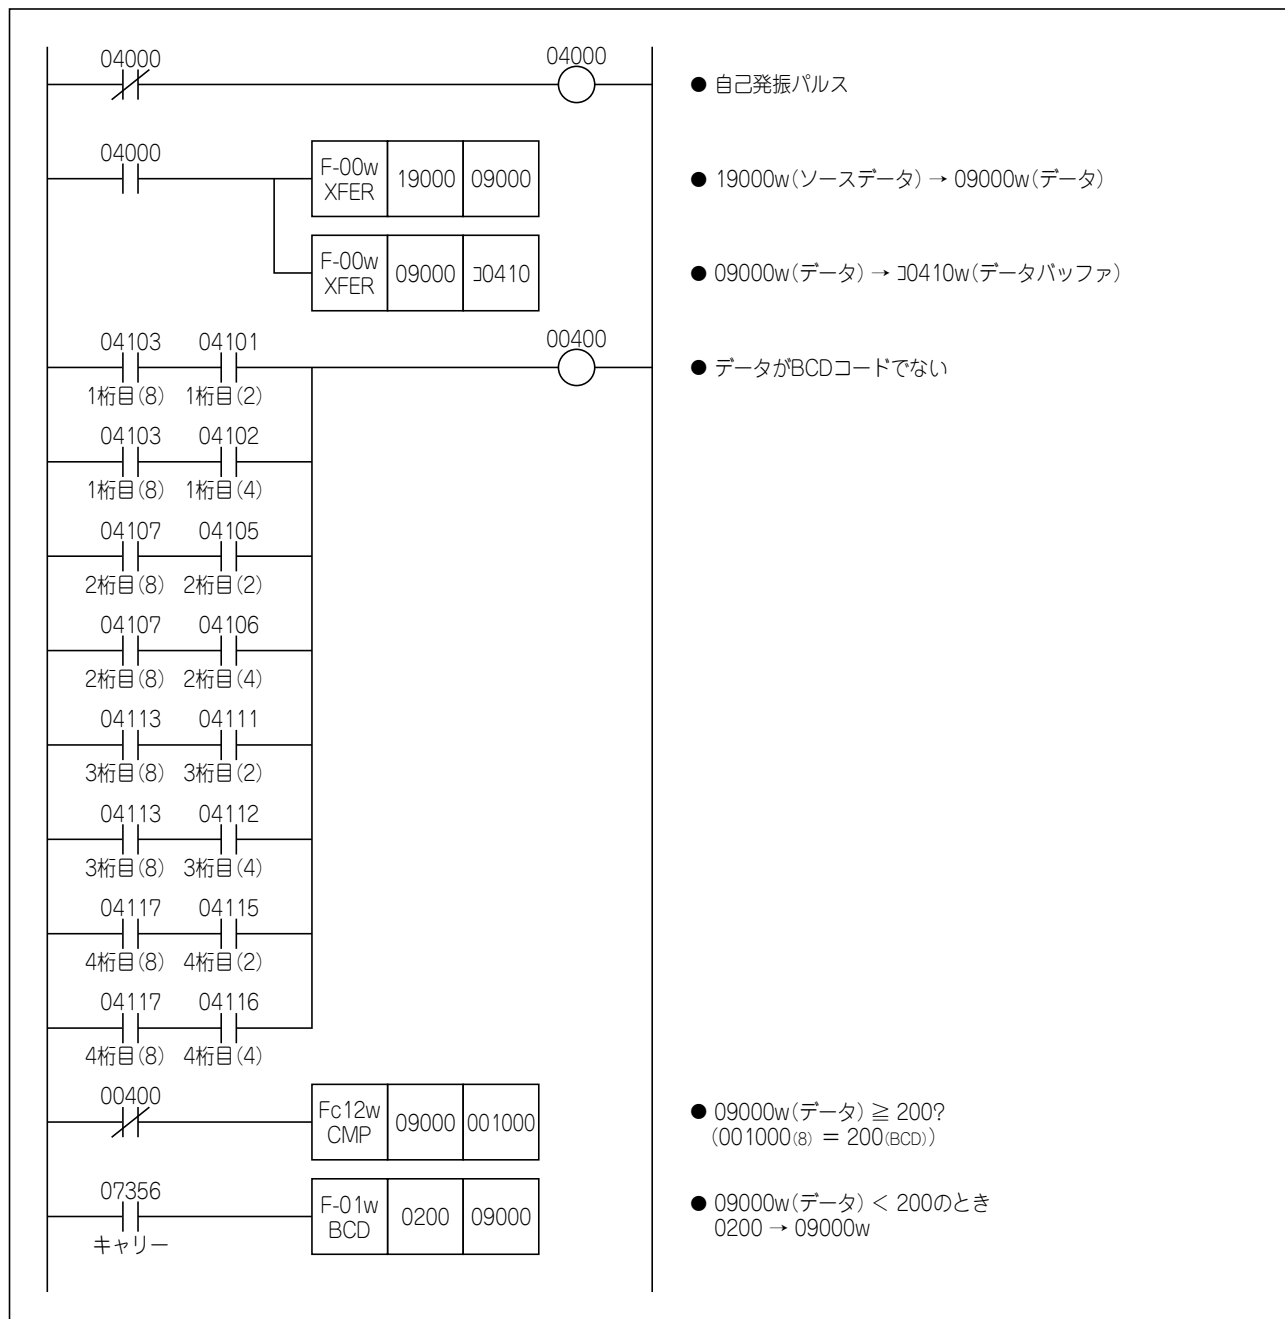 04000 04000
● 自己発振パルス
04000
F-00w XFER 19000 09000
● 19000w(ソースデータ) → 09000w(データ)
F-00w XFER 09000 ｺ0410
● 09000w(データ) → ｺ0410w(データバッファ)
04103 04101 00400
● データがBCDコードでない
1桁目(8) 1桁目(2)
04103 04102
1桁目(8) 1桁目(4)
04107 04105
2桁目(8) 2桁目(2)
04107 04106
2桁目(8) 2桁目(4)
04113 04111
3桁目(8) 3桁目(2)
04113 04112
3桁目(8) 3桁目(4)
04117 04115
4桁目(8) 4桁目(2)
04117 04116
4桁目(8) 4桁目(4)
00400
Fc12w CMP 09000 001000
● 09000w(データ) ≧ 200?
(001000(8) = 200(BCD))
07356
キャリー
F-01w BCD 0200 09000
● 09000w(データ) < 200のとき
0200 → 09000w